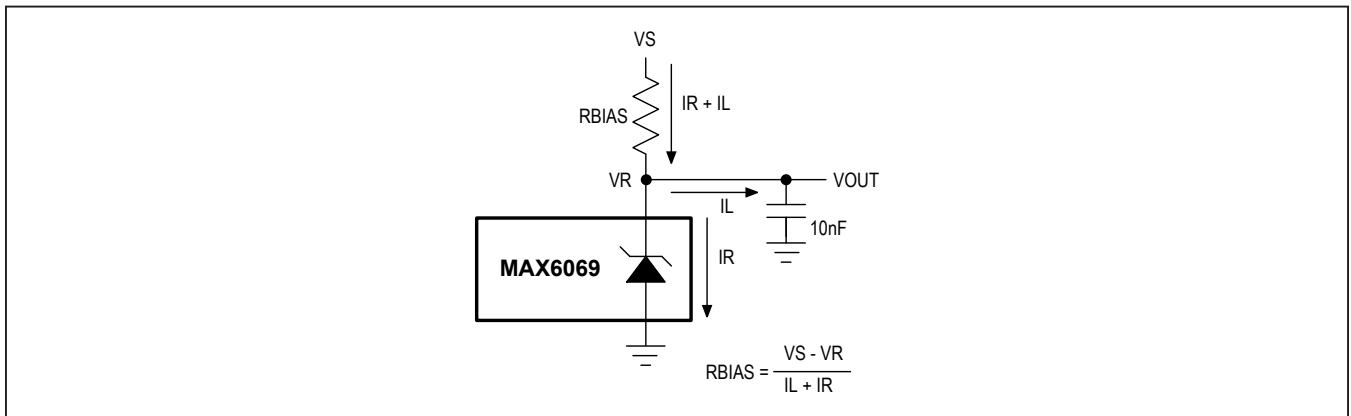 VS
RBIAS
IR + IL
VR
VOUT
IL
10nF
MAX6069
IR
RBIAS = VS - VR
IL + IR